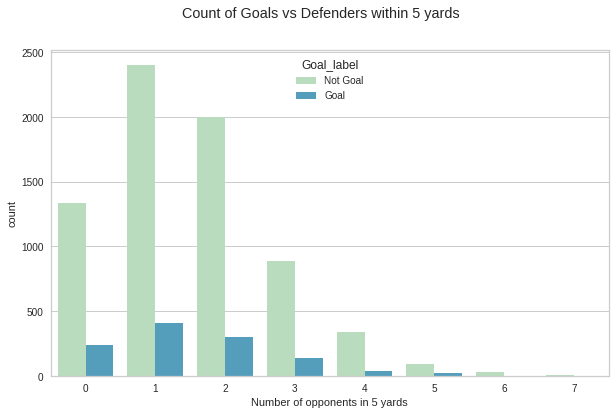 Count of Goals vs Defenders within 5 yards
Goal_label
Not Goal
Goal
2500
2000
1500
1000
500
0
count
0 1 2 3 4 5 6 7
Number of opponents in 5 yards